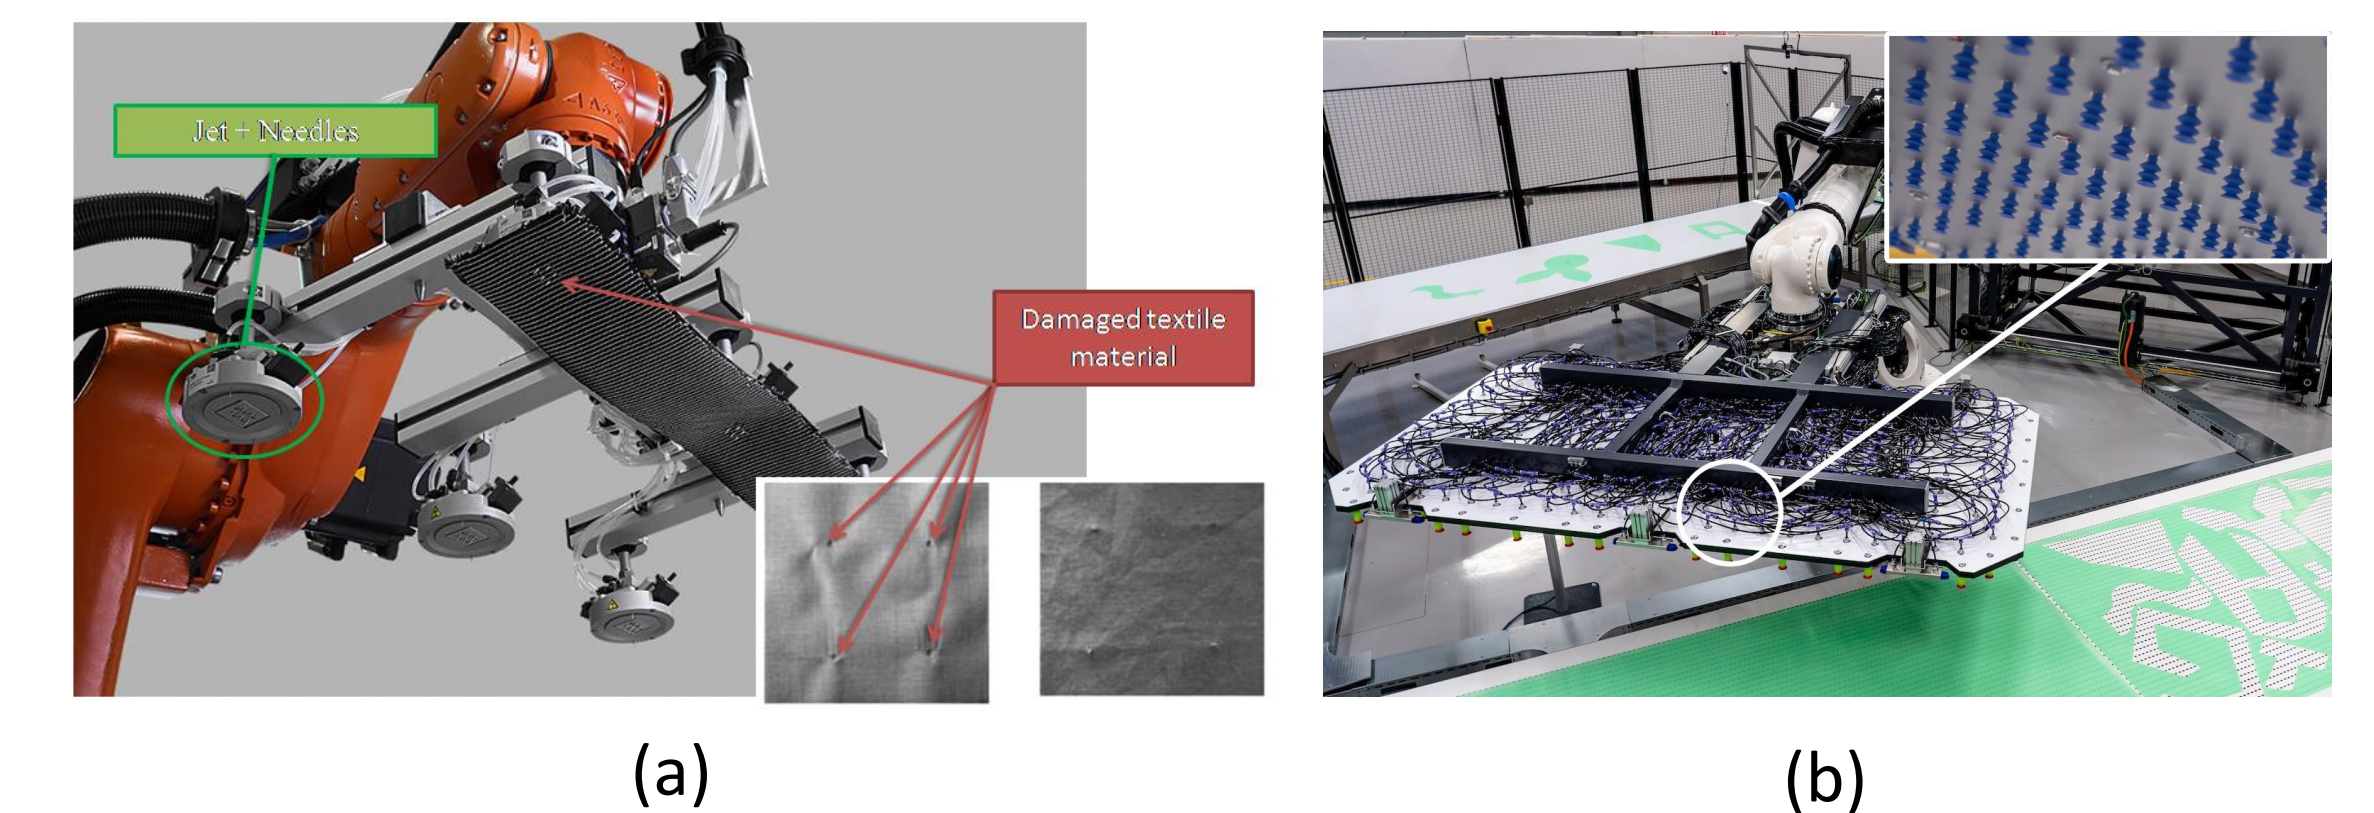 Jet + Needles
Damaged textile
material
(a)
(b)